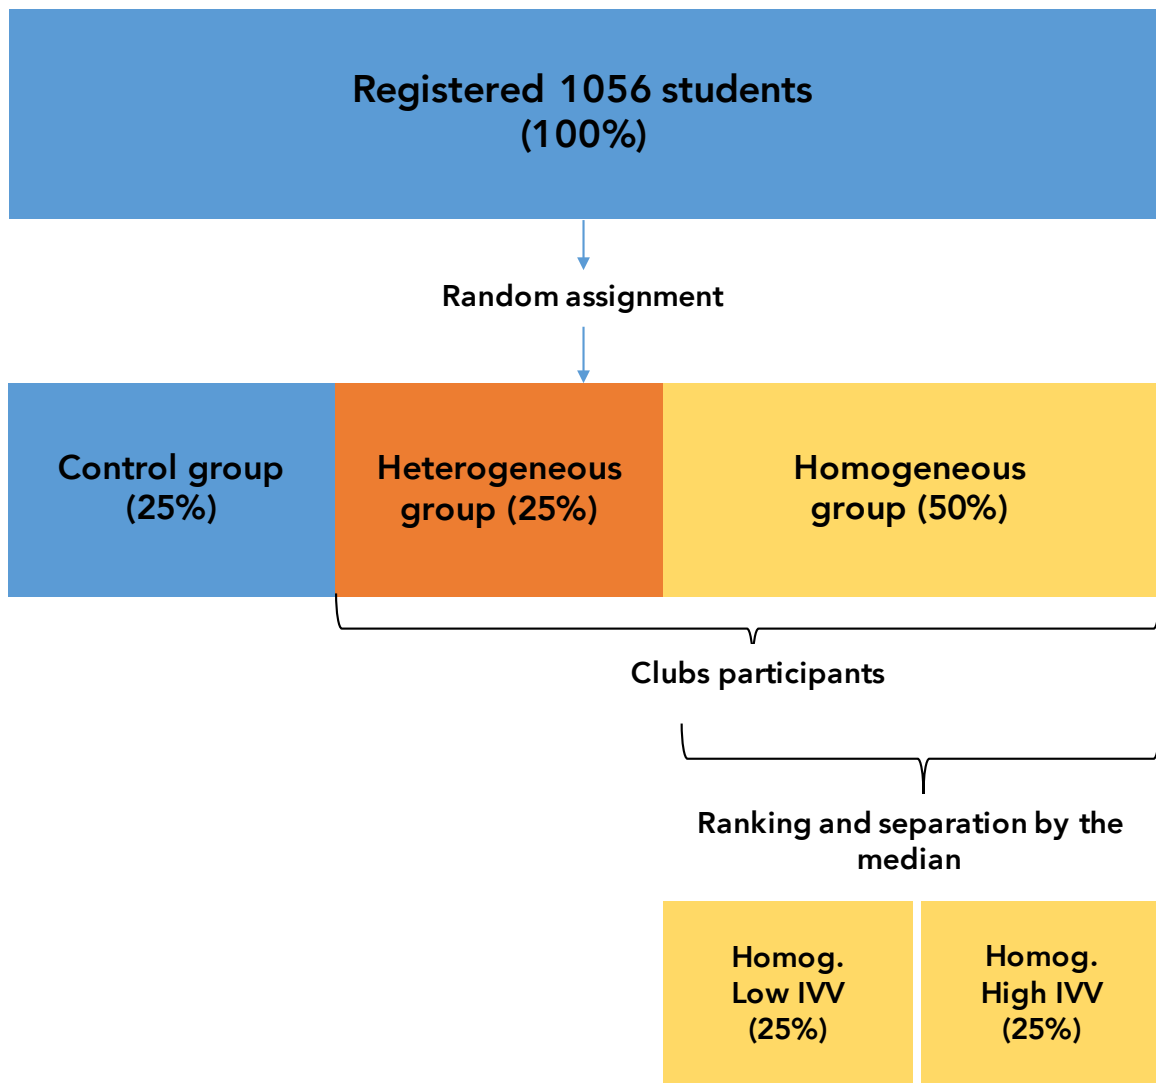 Registered 1056 students
(100%)
Random assignment
Control group
(25%)
Heterogeneous
group (25%)
Homogeneous
group (50%)
Clubs participants
Ranking and separation by the
median
Homog.
Low IVV
(25%)
Homog.
High IVV
(25%)